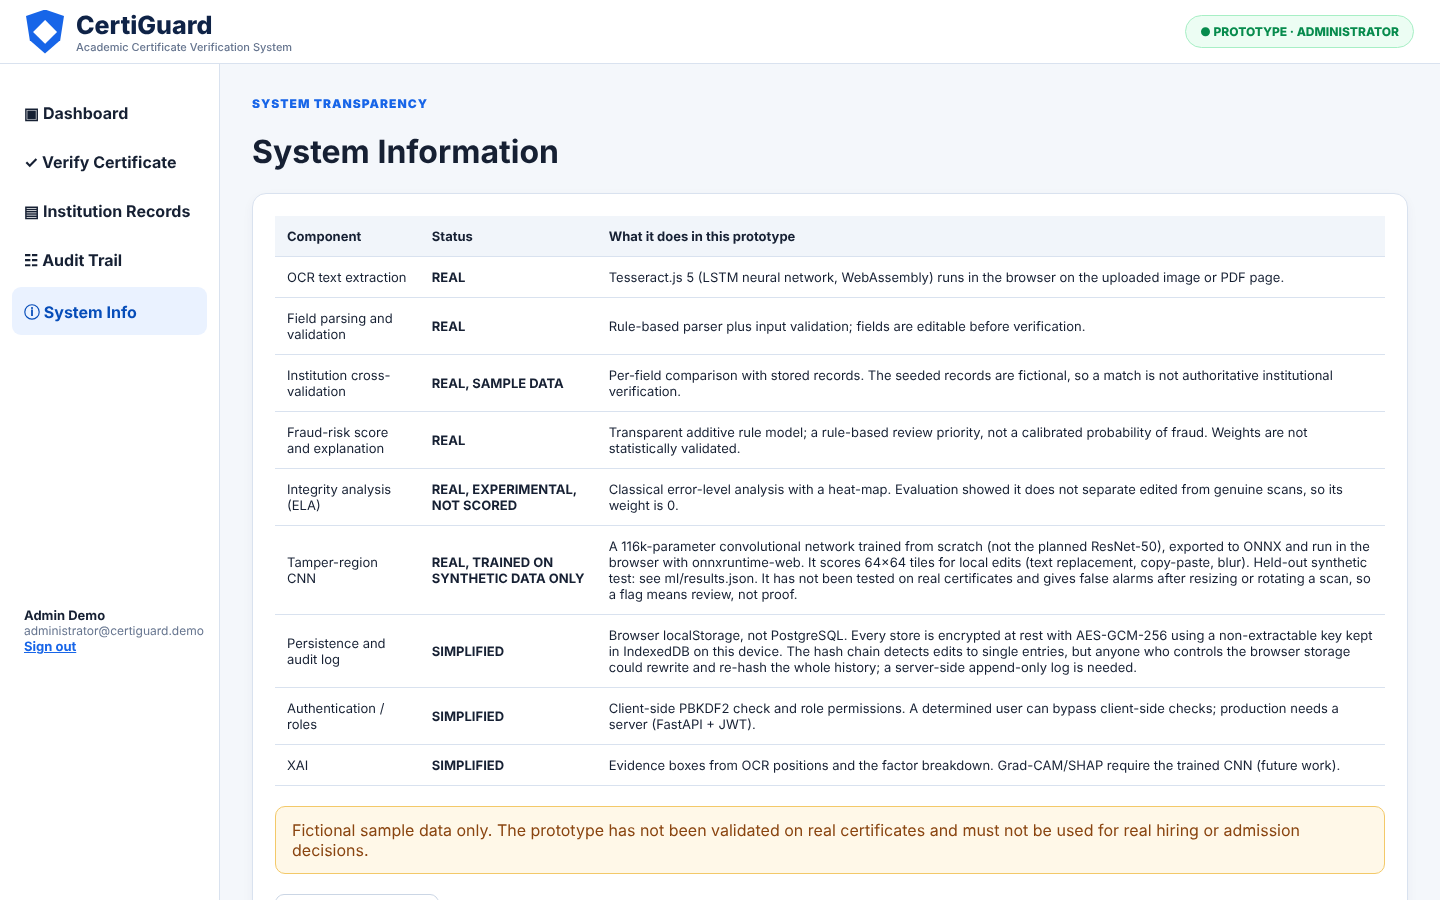 CertiGuard
Academic Certificate Verification System
PROTOTYPE · ADMINISTRATOR
Dashboard
Verify Certificate
Institution Records
Audit Trail
System Info
Admin Demo
administrator@certiguard.demo
Sign out
SYSTEM TRANSPARENCY
System Information
Component Status What it does in this prototype
OCR text extraction REAL Tesseract.js 5 (LSTM neural network, WebAssembly) runs in the browser on the uploaded image or PDF page.
Field parsing and
validation
REAL
Rule-based parser plus input validation; fields are editable before verification.
Institution cross-
validation
REAL, SAMPLE DATA
Per-field comparison with stored records. The seeded records are fictional, so a match is not authoritative institutional
verification.
Fraud-risk score
and explanation
REAL
Transparent additive rule model; a rule-based review priority, not a calibrated probability of fraud. Weights are not
statistically validated.
Integrity analysis
(ELA)
REAL, EXPERIMENTAL,
NOT SCORED
Classical error-level analysis with a heat-map. Evaluation showed it does not separate edited from genuine scans, so its
weight is 0.
Tamper-region
CNN
REAL, TRAINED ON
SYNTHETIC DATA ONLY
A 116k-parameter convolutional network trained from scratch (not the planned ResNet-50), exported to ONNX and run in the
browser with onnxruntime-web. It scores 64×64 tiles for local edits (text replacement, copy-paste, blur). Held-out synthetic
test: see ml/results.json. It has not been tested on real certificates and gives false alarms after resizing or rotating a scan, so
a flag means review, not proof.
Persistence and
audit log
SIMPLIFIED
Browser localStorage, not PostgreSQL. Every store is encrypted at rest with AES-GCM-256 using a non-extractable key kept
in IndexedDB on this device. The hash chain detects edits to single entries, but anyone who controls the browser storage
could rewrite and re-hash the whole history; a server-side append-only log is needed.
Authentication /
roles
SIMPLIFIED
Client-side PBKDF2 check and role permissions. A determined user can bypass client-side checks; production needs a
server (FastAPI + JWT).
XAI SIMPLIFIED Evidence boxes from OCR positions and the factor breakdown. Grad-CAM/SHAP require the trained CNN (future work).
Fictional sample data only. The prototype has not been validated on real certificates and must not be used for real hiring or admission
decisions.